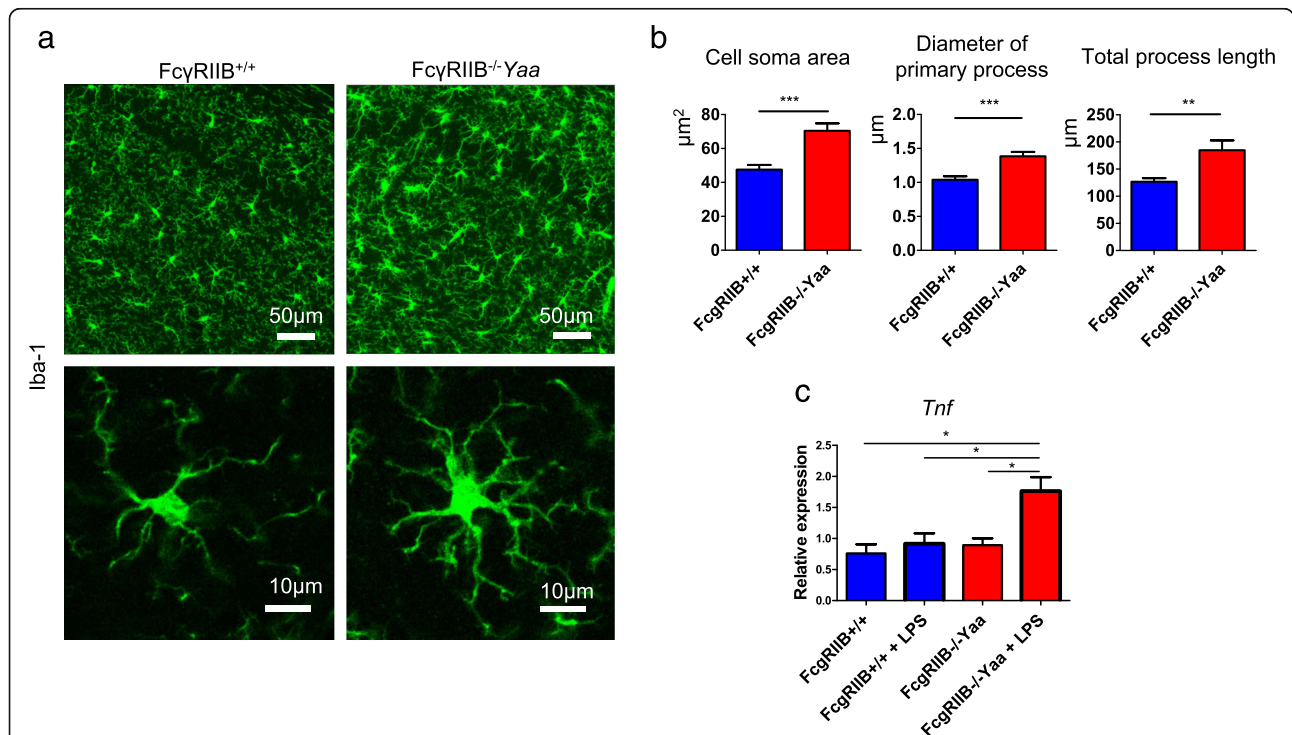 a
FcγRIIB+/+
FcγRIIB-/-Yaa
Iba-1
50µm
50µm
10µm
10µm
b
Cell soma area
***
µm²
80
60
40
20
0
FcgRIIB+/+
FcgRIIB-/-Yaa
Diameter of
primary process
***
µm
2.0
1.5
1.0
0.5
0.0
FcgRIIB+/+
FcgRIIB-/-Yaa
Total process length
**
µm
250
200
150
100
50
0
FcgRIIB+/+
FcgRIIB-/-Yaa
c
Tnf
*
*
*
Relative expression
2.5
2.0
1.5
1.0
0.5
0.0
FcgRIIB+/+
FcgRIIB+/+ + LPS
FcgRIIB-/-Yaa
FcgRIIB-/-Yaa + LPS